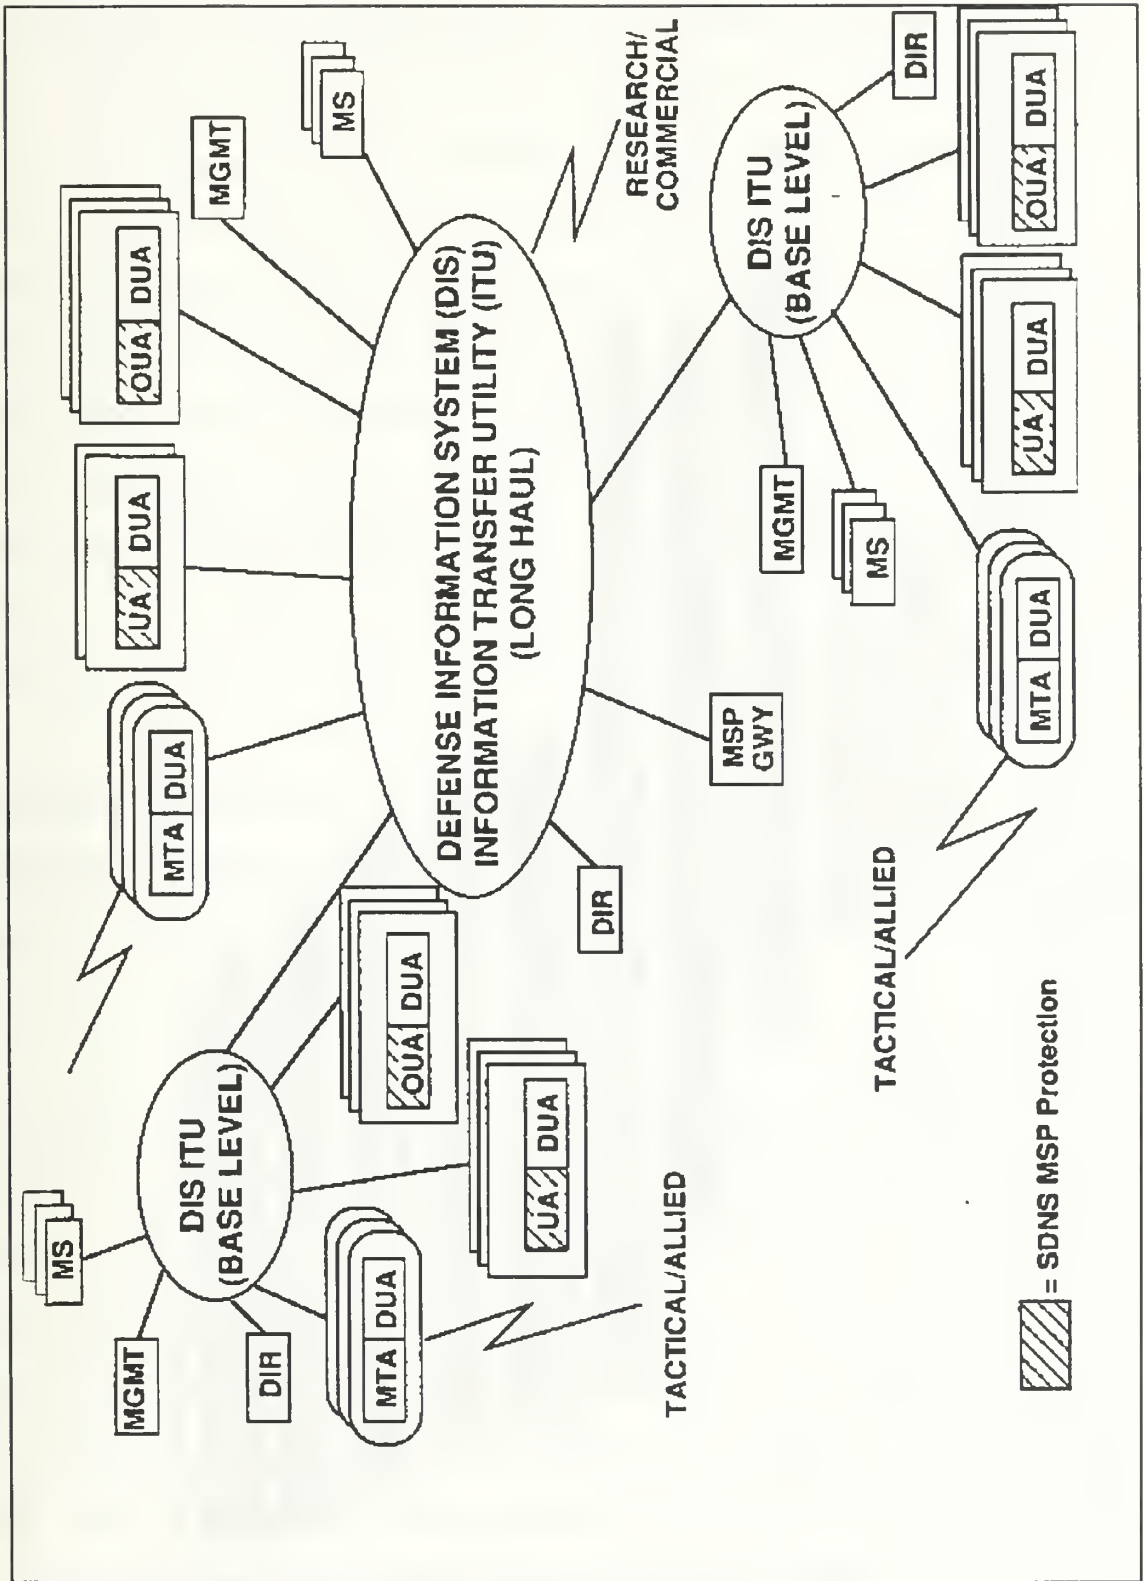 MS
MGMT
DIS ITU
(BASE LEVEL)
DIR
MTA DUA
UA DUA
OUA DUA
MTA DUA
UA DUA
OUA DUA
MGMT
MS
DEFENSE INFORMATION SYSTEM (DIS)
INFORMATION TRANSFER UTILITY (ITU)
(LONG HAUL)
DIR
MSP
GWY
RESEARCH/
COMMERCIAL
TACTICAL/ALLIED
DIS ITU
(BASE LEVEL)
MGMT
MS
DIR
TACTICAL/ALLIED
MTA DUA
UA DUA
OUA DUA
= SDNS MSP Protection